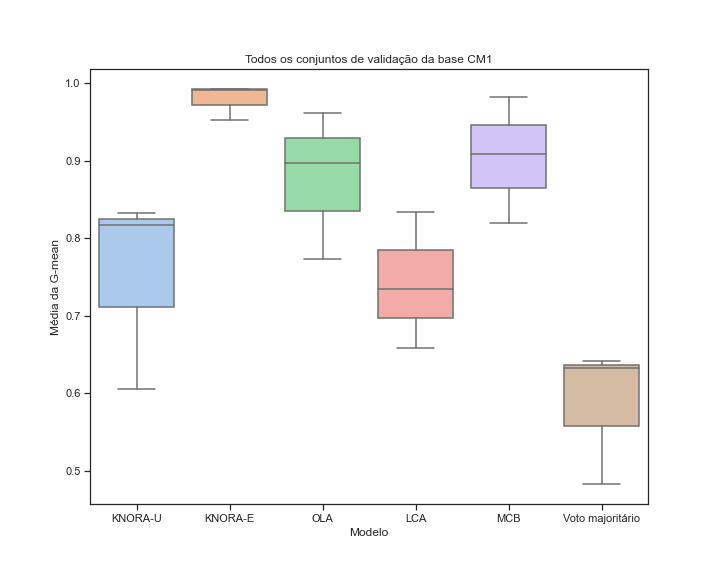 Todos os conjuntos de validação da base CM1
Média da G-mean
1.0
0.9
0.8
0.7
0.6
0.5
KNORA-U KNORA-E OLA LCA MCB Voto majoritário
Modelo